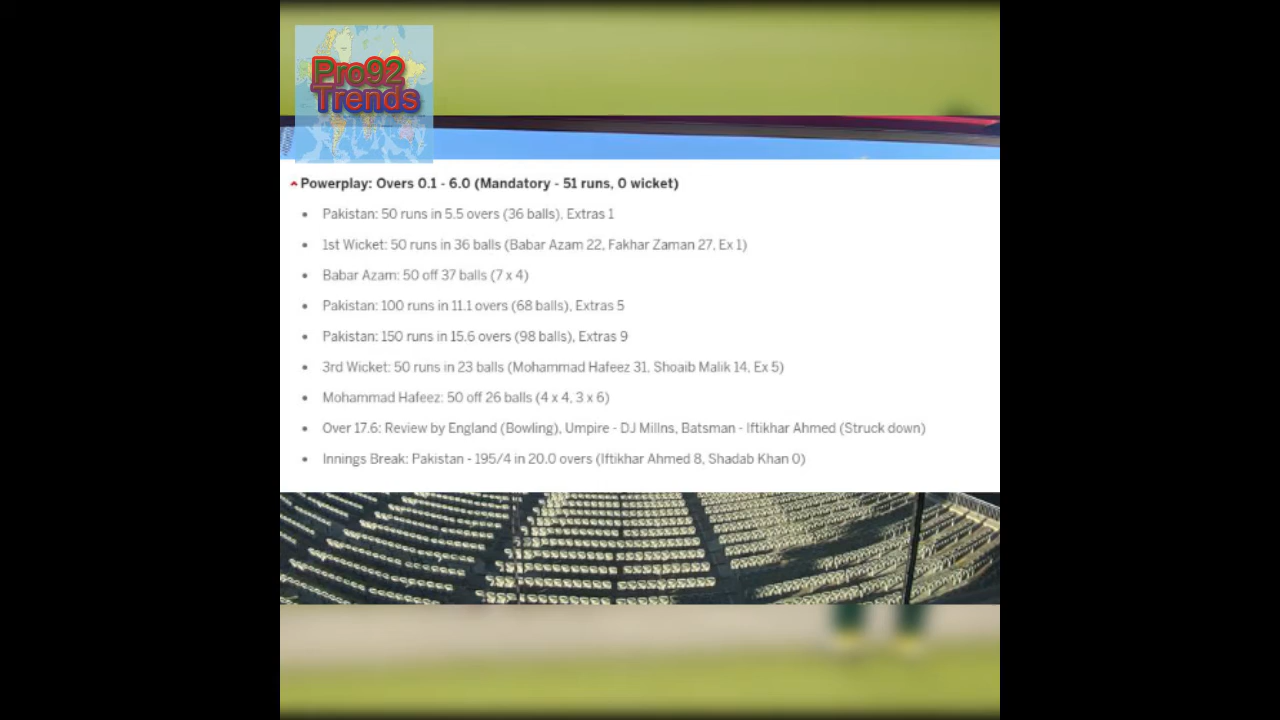 Pro92
Trends
Powerplay: Overs 0.1 - 6.0 (Mandatory - 51 runs, 0 wicket)
Pakistan: 50 runs in 5.5 overs (36 balls), Extras 1
1st Wicket: 50 runs in 36 balls (Babar Azam 22, Fakhar Zaman 27, Ex 1)
Babar Azam: 50 off 37 balls (7 x 4)
Pakistan: 100 runs in 11.1 overs (68 balls), Extras 5
Pakistan: 150 runs in 15.6 overs (98 balls), Extras 9
3rd Wicket: 50 runs in 23 balls (Mohammad Hafeez 31, Shoaib Malik 14, Ex 5)
Mohammad Hafeez: 50 off 26 balls (4 x 4, 3 x 6)
Over 17.6: Review by England (Bowling), Umpire - DJ Millns, Batsman - Iftikhar Ahmed (Struck down)
Innings Break: Pakistan - 195/4 in 20.0 overs (Iftikhar Ahmed 8, Shadab Khan 0)